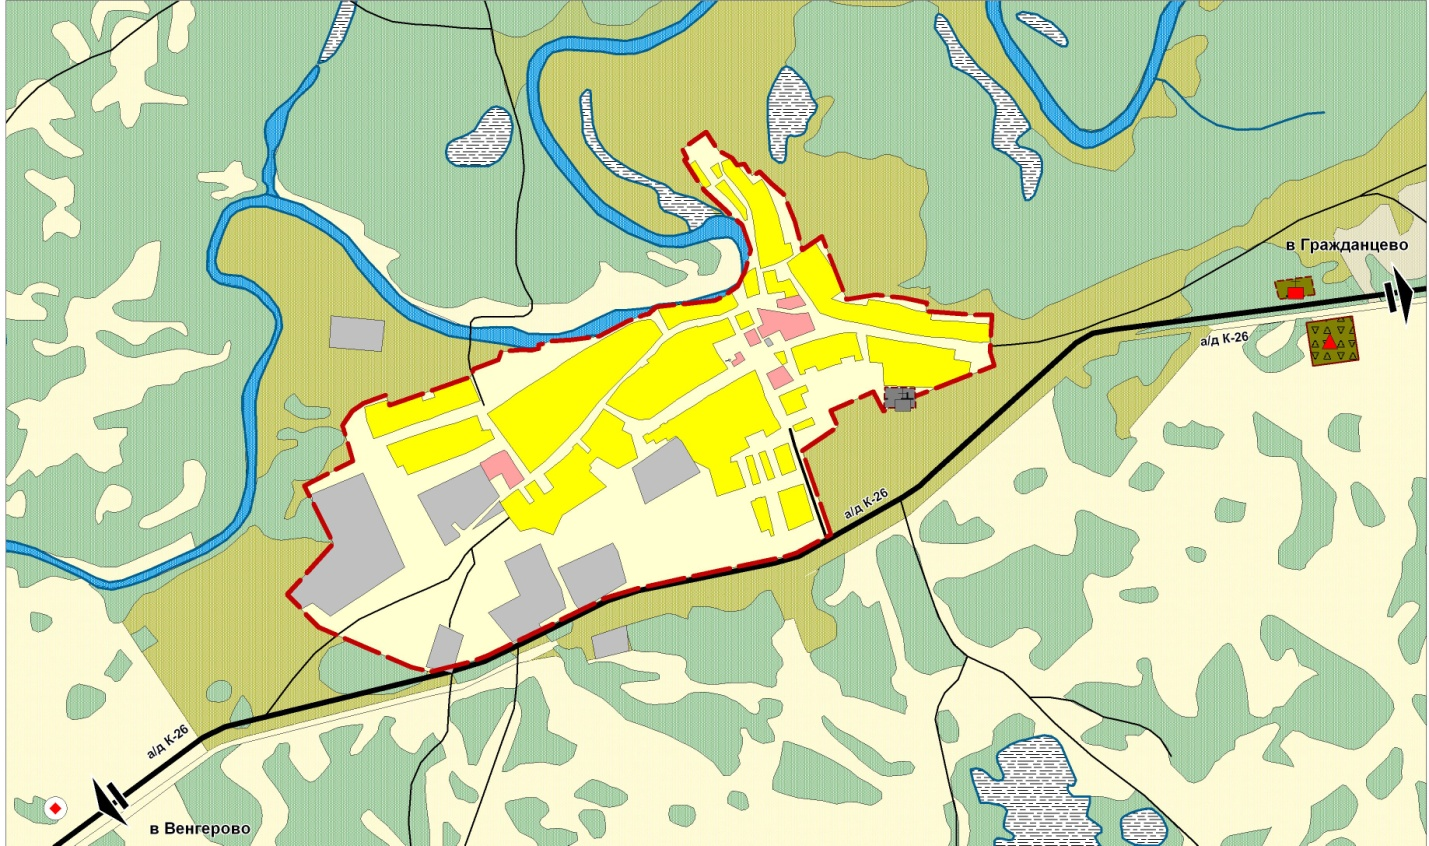 в Гражданцево
а/д К-26
а/д К-26
а/д К-26
в Венгерово